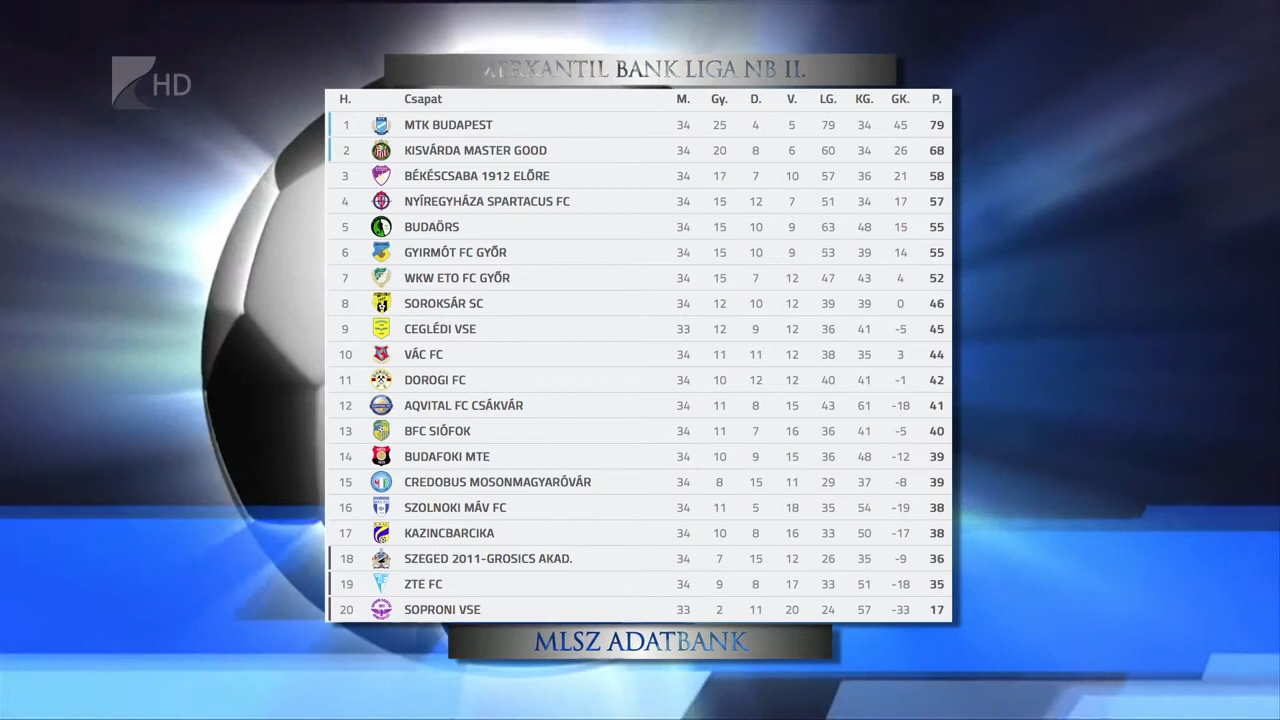 HD
MERKANTIL BANK LIGA NB II.
H. Csapat M. Gy. D. V. LG. KG. GK. P.
1 MTK BUDAPEST 34 25 4 5 79 34 45 79
2 KISVÁRDA MASTER GOOD 34 20 8 6 60 34 26 68
3 BÉKÉSCSABA 1912 ELŐRE 34 17 7 10 57 36 21 58
4 NYÍREGYHÁZA SPARTACUS FC 34 15 12 7 51 34 17 57
5 BUDAÖRS 34 15 10 9 63 48 15 55
6 GYIRMÓT FC GYŐR 34 15 10 9 53 39 14 55
7 WKW ETO FC GYŐR 34 15 7 12 47 43 4 52
8 SOROKSÁR SC 34 12 10 12 39 39 0 46
9 CEGLÉDI VSE 33 12 9 12 36 41 -5 45
10 VÁC FC 34 11 11 12 38 35 3 44
11 DOROGI FC 34 10 12 12 40 41 -1 42
12 AQVITAL FC CSÁKVÁR 34 11 8 15 43 61 -18 41
13 BFC SIÓFOK 34 11 7 16 36 41 -5 40
14 BUDAFOKI MTE 34 10 9 15 36 48 -12 39
15 CREDOBUS MOSONMAGYARÓVÁR 34 8 15 11 29 37 -8 39
16 SZOLNOKI MÁV FC 34 11 5 18 35 54 -19 38
17 KAZINCBARCIKA 34 10 8 16 33 50 -17 38
18 SZEGED 2011-GROSICS AKAD. 34 7 15 12 26 35 -9 36
19 ZTE FC 34 9 8 17 33 51 -18 35
20 SOPRONI VSE 33 2 11 20 24 57 -33 17
MLSZ ADATBANK